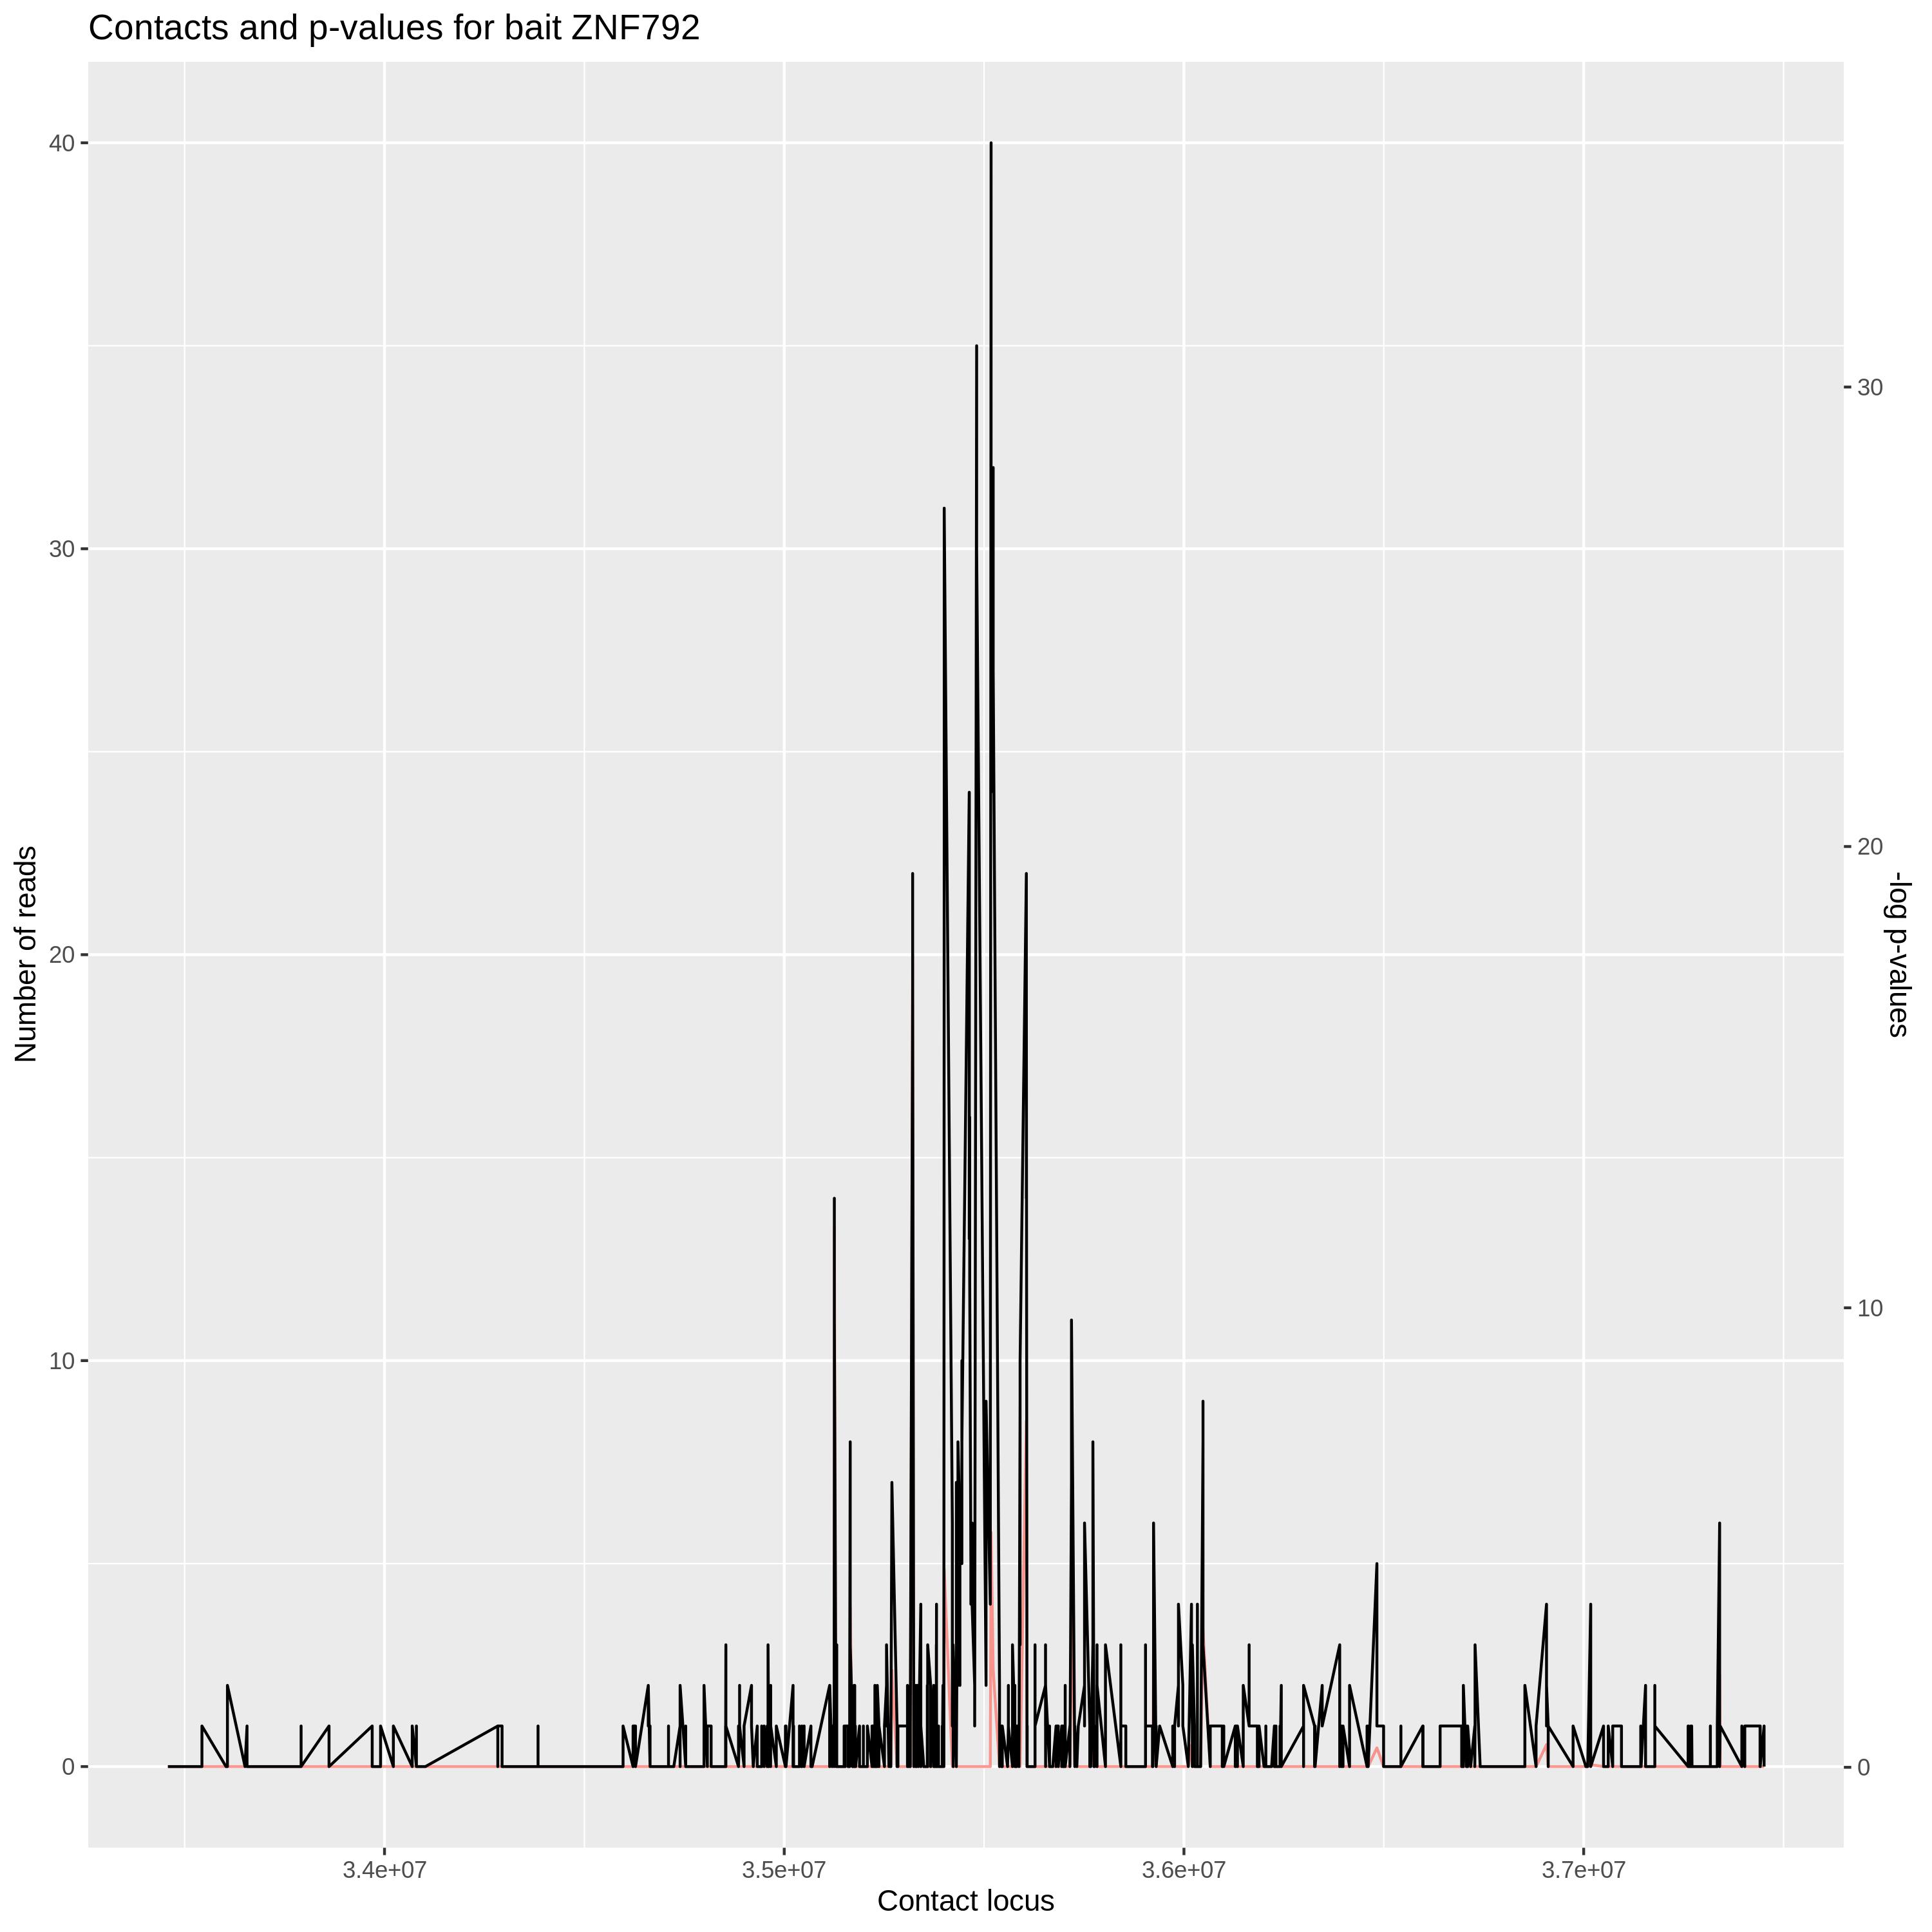 Contacts and p-values for bait ZNF792
40
30
20
10
0
Number of reads
30
20
10
0
-log p-values
3.4e+07
3.5e+07
3.6e+07
3.7e+07
Contact locus